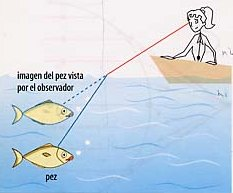 imagen del pez vista
por el observador
pez